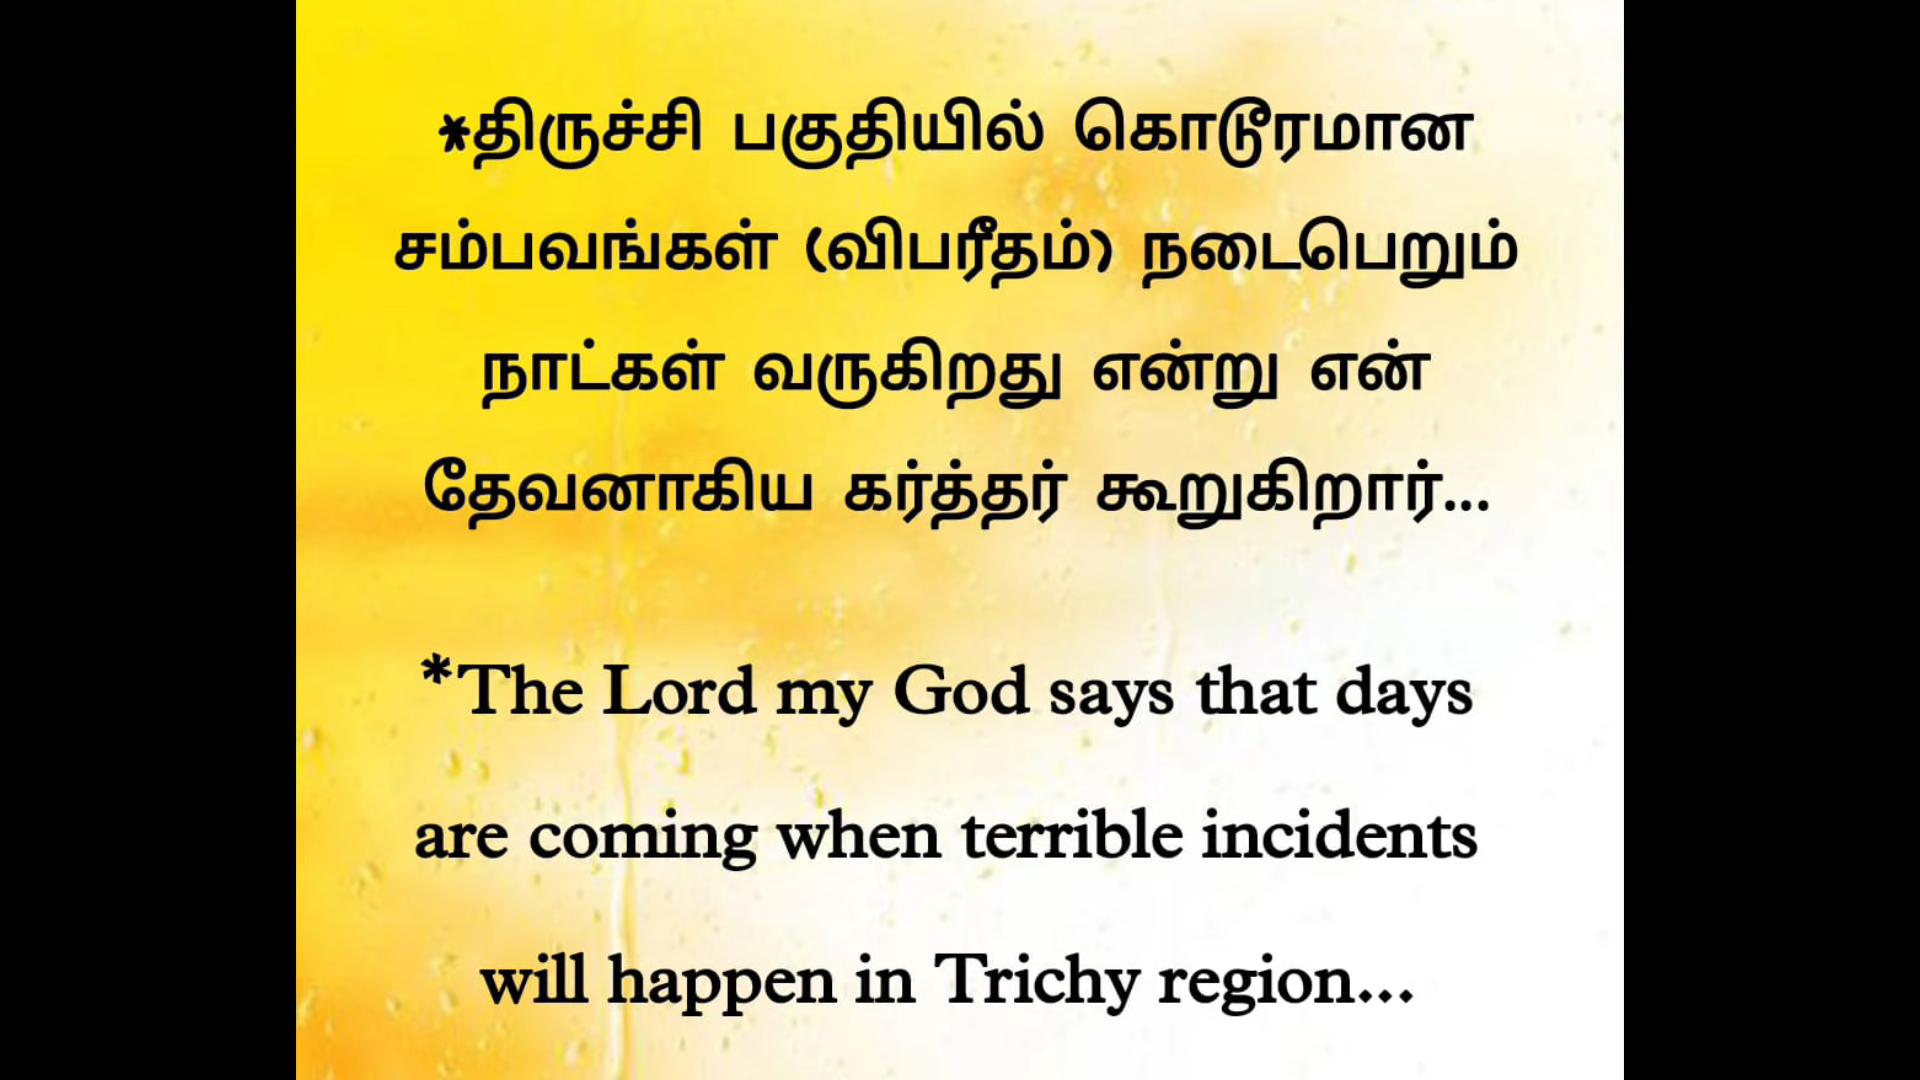 *திருச்சி பகுதியில் கொடூரமான
சம்பவங்கள் (விபரீதம்) நடைபெறும்
நாட்கள் வருகிறது என்று என்
தேவனாகிய கர்த்தர் கூறுகிறார்...
*The Lord my God says that days
are coming when terrible incidents
will happen in Trichy region...